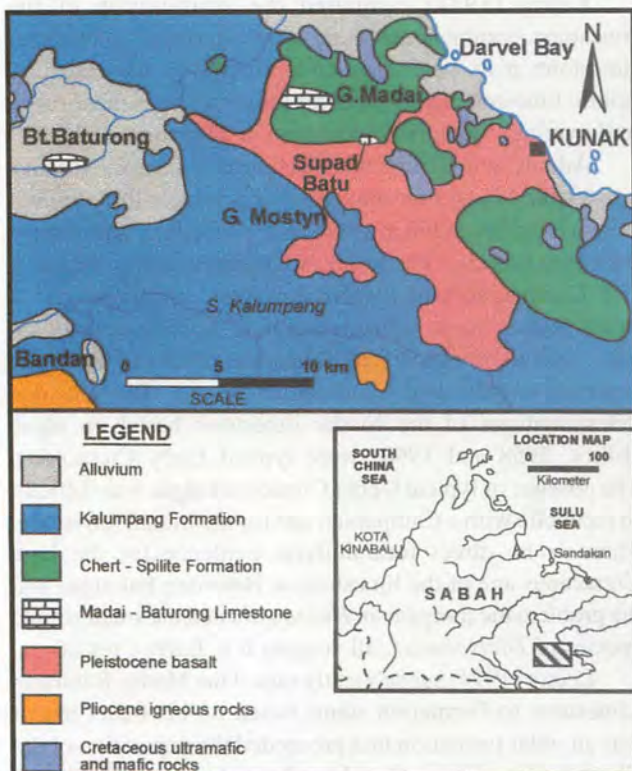 Darvel Bay
N
G.Madai
KUNAK
Bt.Baturong
Supad
Batu
G. Mostyn
S. Kalumpang
Bandan
0 5 10 km
SCALE
LEGEND
Alluvium
Kalumpang Formation
Chert - Spilite Formation
Madai - Baturong Limestone
Pleistocene basalt
Pliocene igneous rocks
Cretaceous ultramafic
and mafic rocks
LOCATION MAP
0 100
Kilometer
SOUTH
CHINA
SEA
SULU
SEA
KOTA
KINABALU
Sandakan
SABAH